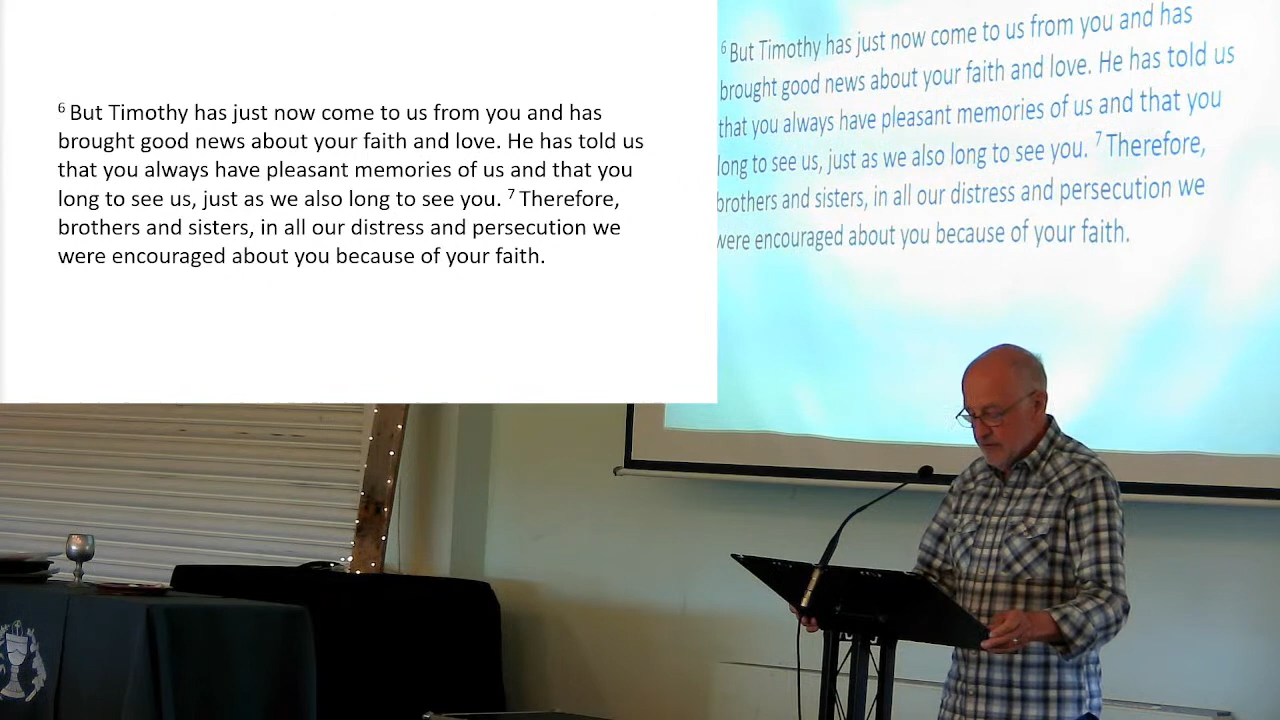 ⁶ But Timothy has just now come to us from you and has
brought good news about your faith and love. He has told us
that you always have pleasant memories of us and that you
long to see us, just as we also long to see you. ⁷ Therefore,
brothers and sisters, in all our distress and persecution we
were encouraged about you because of your faith.
⁶ But Timothy has just now come to us from you and has
brought good news about your faith and love. He has told us
that you always have pleasant memories of us and that you
long to see us, just as we also long to see you. ⁷ Therefore,
brothers and sisters, in all our distress and persecution we
were encouraged about you because of your faith.